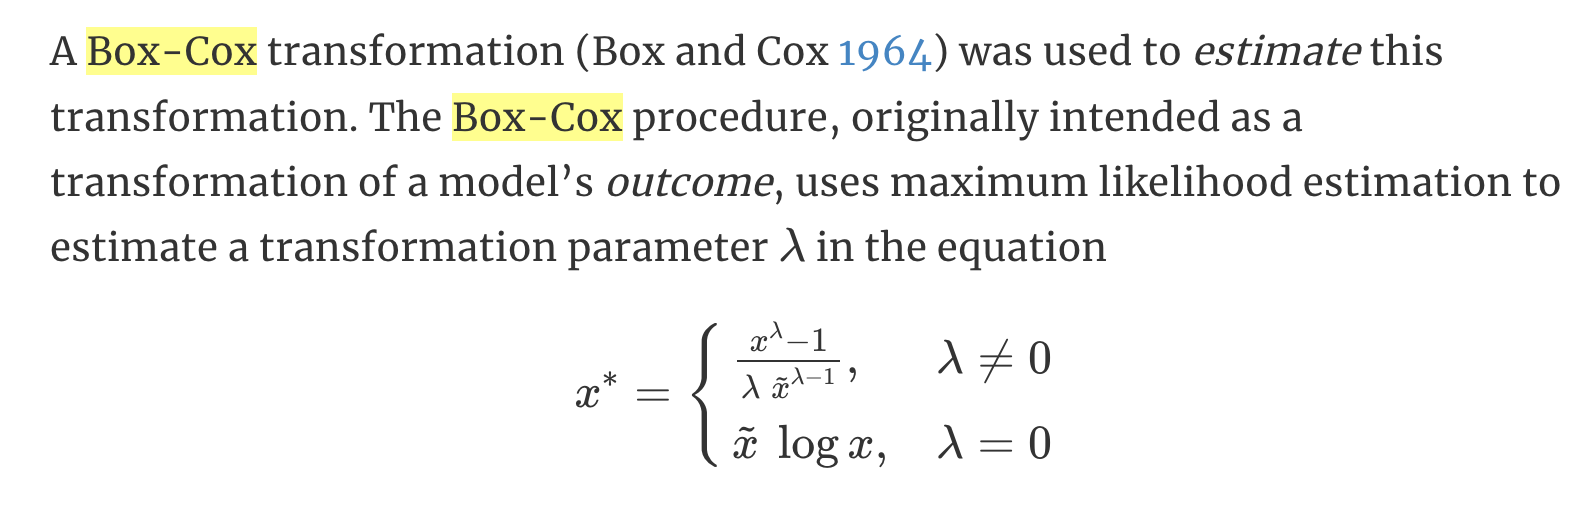 A Box-Cox transformation (Box and Cox 1964) was used to estimate this
transformation. The Box-Cox procedure, originally intended as a
transformation of a model’s outcome, uses maximum likelihood estimation to
estimate a transformation parameter λ in the equation
x* = { (x^λ−1)/(λ x̃^(λ−1)), λ ≠ 0
x̃ log x, λ = 0